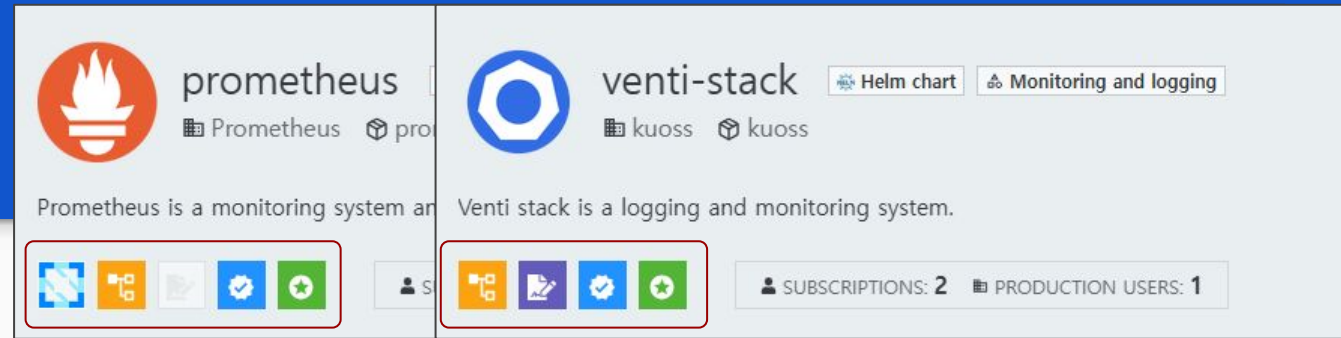 prometheus
Prometheus
Prometheus is a monitoring system
venti-stack Helm chart Monitoring and logging
kuoss kuoss
Venti stack is a logging and monitoring system.
SUBSCRIPTIONS: 2 PRODUCTION USERS: 1